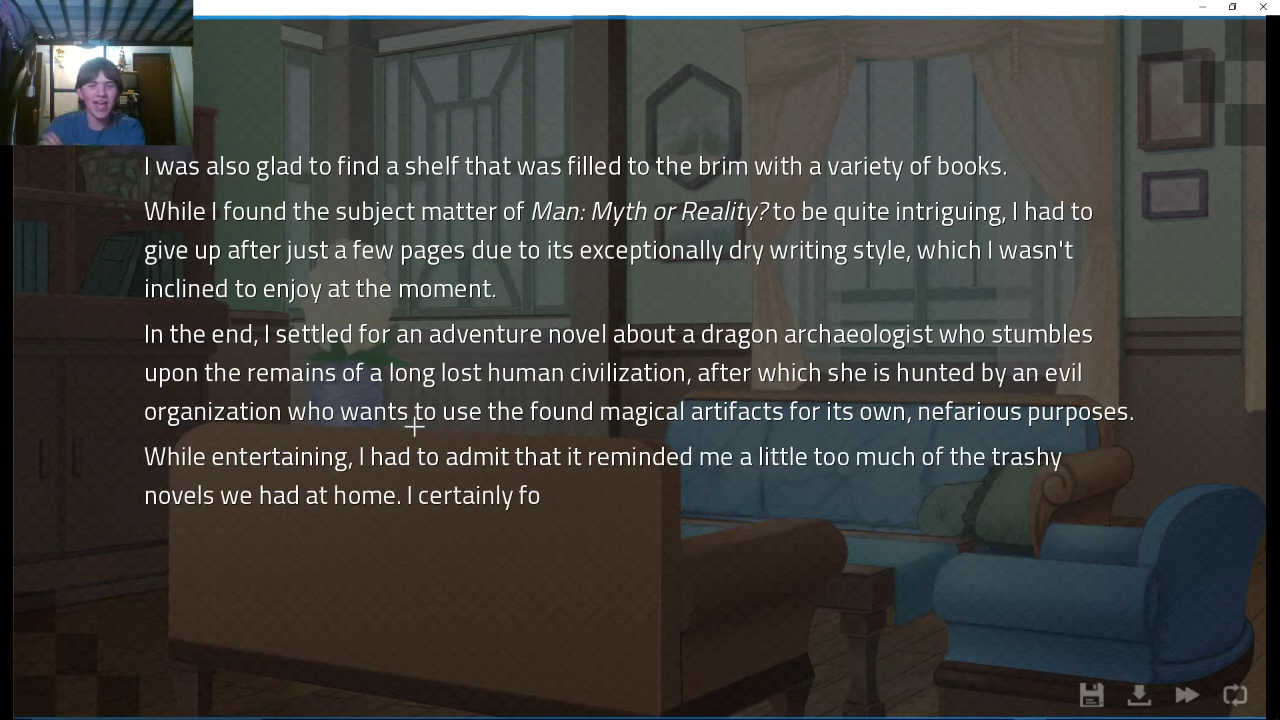 I was also glad to find a shelf that was filled to the brim with a variety of books.
While I found the subject matter of Man: Myth or Reality? to be quite intriguing, I had to
give up after just a few pages due to its exceptionally dry writing style, which I wasn't
inclined to enjoy at the moment.
In the end, I settled for an adventure novel about a dragon archaeologist who stumbles
upon the remains of a long lost human civilization, after which she is hunted by an evil
organization who wants to use the found magical artifacts for its own, nefarious purposes.
While entertaining, I had to admit that it reminded me a little too much of the trashy
novels we had at home. I certainly fo